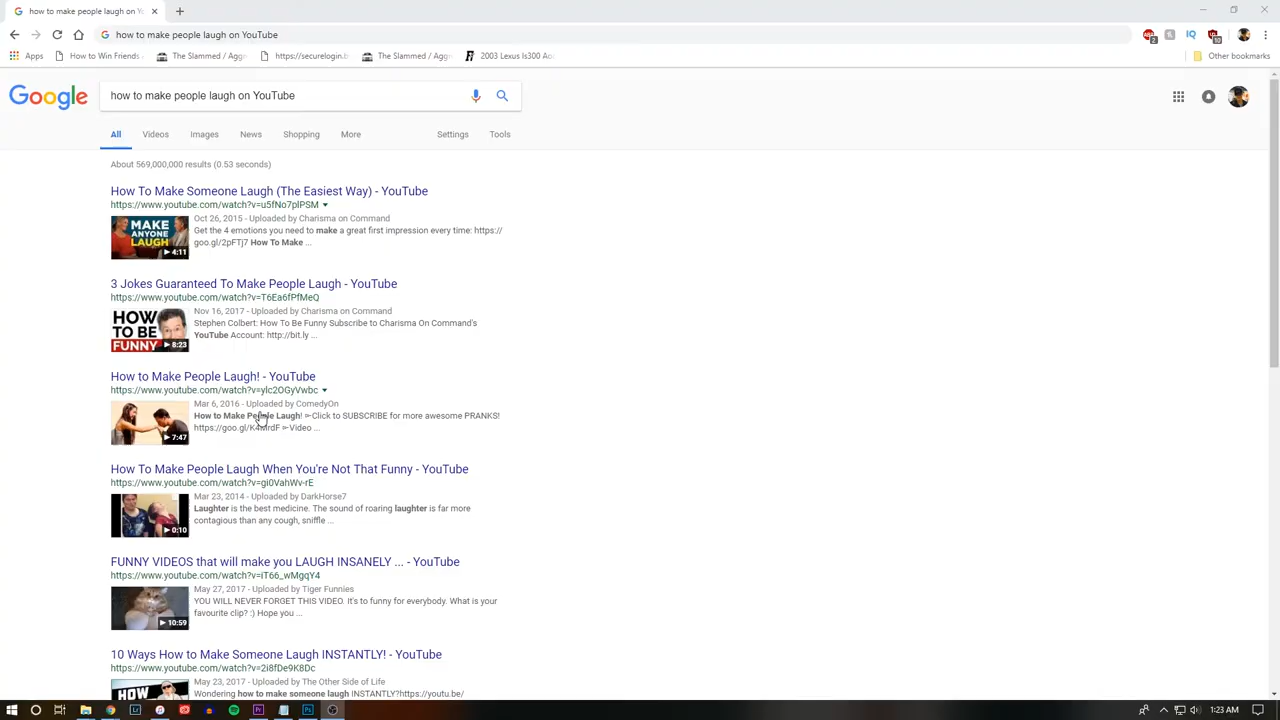 how to make people laugh on Y
how to make people laugh on YouTube
Apps How to Win Friends The Slammed / Aggr https://securelogin.b The Slammed / Aggr 2003 Lexus Is300 Au Other bookmarks
Google how to make people laugh on YouTube
All Videos Images News Shopping More Settings Tools
About 569,000,000 results (0.53 seconds)
How To Make Someone Laugh (The Easiest Way) - YouTube
https://www.youtube.com/watch?v=u5fNo7plPSM
MAKE ANYONE LAUGH
4:11
Oct 26, 2015 - Uploaded by Charisma on Command
Get the 4 emotions you need to make a great first impression every time: https://
goo.gl/2pFTj7 How To Make ...
3 Jokes Guaranteed To Make People Laugh - YouTube
https://www.youtube.com/watch?v=T6Ea6fPfMeQ
HOW TO BE FUNNY
8:23
Nov 16, 2017 - Uploaded by Charisma on Command
Stephen Colbert: How To Be Funny Subscribe to Charisma On Command's
YouTube Account: http://bit.ly ...
How to Make People Laugh! - YouTube
https://www.youtube.com/watch?v=ylc2OGyVwbc
7:47
Mar 6, 2016 - Uploaded by ComedyOn
How to Make People Laugh! ►Click to SUBSCRIBE for more awesome PRANKS!
►Video ...
How To Make People Laugh When You're Not That Funny - YouTube
https://www.youtube.com/watch?v=gi0VahWv-rE
0:10
Mar 23, 2014 - Uploaded by DarkHorse7
Laughter is the best medicine. The sound of roaring laughter is far more
contagious than any cough, sniffle ...
FUNNY VIDEOS that will make you LAUGH INSANELY ... - YouTube
https://www.youtube.com/watch?v=iT66_wMgqY4
10:59
May 27, 2017 - Uploaded by Tiger Funnies
YOU WILL NEVER FORGET THIS VIDEO. It's to funny for everybody. What is your
favourite clip? :) Hope you ...
10 Ways How to Make Someone Laugh INSTANTLY! - YouTube
https://www.youtube.com/watch?v=2i8fDe9K8Dc
HOW
May 23, 2017 - Uploaded by The Other Side of Life
Wondering how to make someone laugh INSTANTLY?https://youtu.be/
1:23 AM